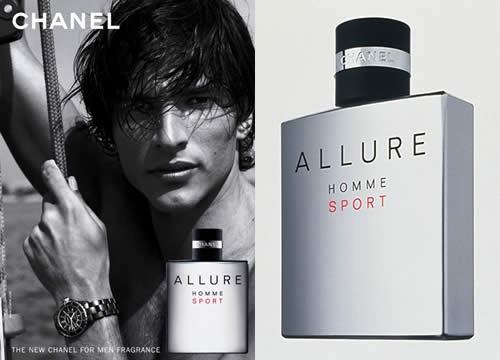 CHANEL
CHANEL
ALLURE
HOMME
SPORT
THE NEW CHANEL FOR MEN FRAGRANCE
CHANEL
ALLURE
HOMME
SPORT